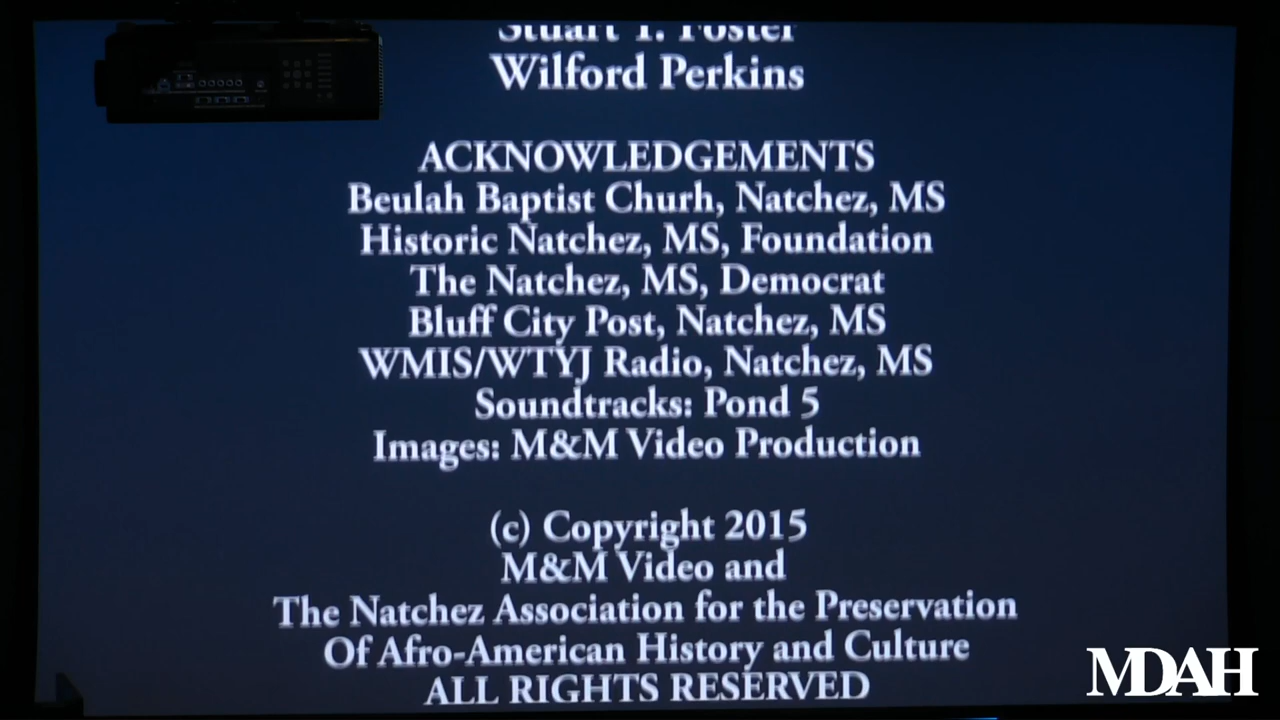 Stuart T. Foster
Wilford Perkins
ACKNOWLEDGEMENTS
Beulah Baptist Churh, Natchez, MS
Historic Natchez, MS, Foundation
The Natchez, MS, Democrat
Bluff City Post, Natchez, MS
WMIS/WTYJ Radio, Natchez, MS
Soundtracks: Pond 5
Images: M&M Video Production
(c) Copyright 2015
M&M Video and
The Natchez Association for the Preservation
Of Afro-American History and Culture
ALL RIGHTS RESERVED
MDAH